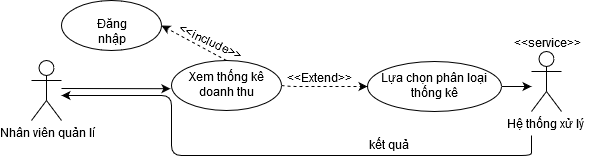 Đăng
nhập
<<include>>
<<service>>
Xem thống kê
doanh thu
<<Extend>>
Lựa chọn phân loại
thống kê
Nhân viên quản lí
Hệ thống xử lý
kết quả